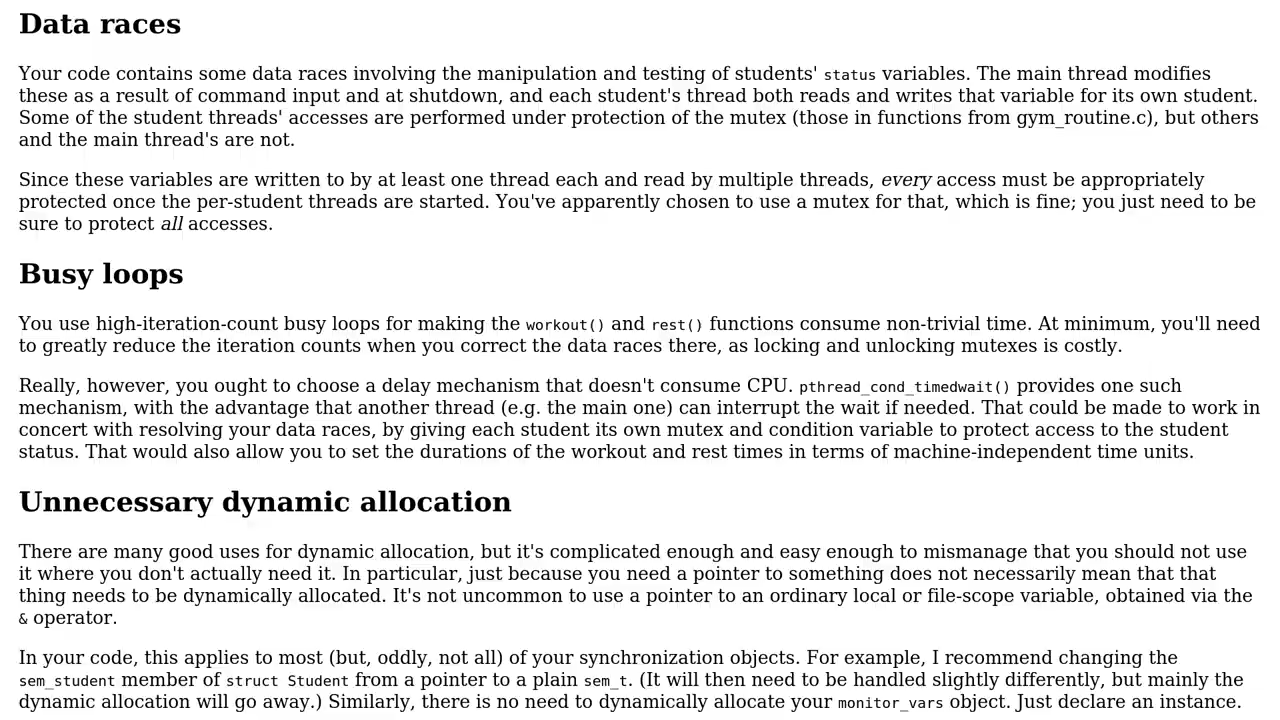 Data races
Your code contains some data races involving the manipulation and testing of students' status variables. The main thread modifies
these as a result of command input and at shutdown, and each student's thread both reads and writes that variable for its own student.
Some of the student threads' accesses are performed under protection of the mutex (those in functions from gym_routine.c), but others
and the main thread's are not.
Since these variables are written to by at least one thread each and read by multiple threads, every access must be appropriately
protected once the per-student threads are started. You've apparently chosen to use a mutex for that, which is fine; you just need to be
sure to protect all accesses.
Busy loops
You use high-iteration-count busy loops for making the workout() and rest() functions consume non-trivial time. At minimum, you'll need
to greatly reduce the iteration counts when you correct the data races there, as locking and unlocking mutexes is costly.
Really, however, you ought to choose a delay mechanism that doesn't consume CPU. pthread_cond_timedwait() provides one such
mechanism, with the advantage that another thread (e.g. the main one) can interrupt the wait if needed. That could be made to work in
concert with resolving your data races, by giving each student its own mutex and condition variable to protect access to the student
status. That would also allow you to set the durations of the workout and rest times in terms of machine-independent time units.
Unnecessary dynamic allocation
There are many good uses for dynamic allocation, but it's complicated enough and easy enough to mismanage that you should not use
it where you don't actually need it. In particular, just because you need a pointer to something does not necessarily mean that that
thing needs to be dynamically allocated. It's not uncommon to use a pointer to an ordinary local or file-scope variable, obtained via the
& operator.
In your code, this applies to most (but, oddly, not all) of your synchronization objects. For example, I recommend changing the
sem_student member of struct Student from a pointer to a plain sem_t. (It will then need to be handled slightly differently, but mainly the
dynamic allocation will go away.) Similarly, there is no need to dynamically allocate your monitor_vars object. Just declare an instance.